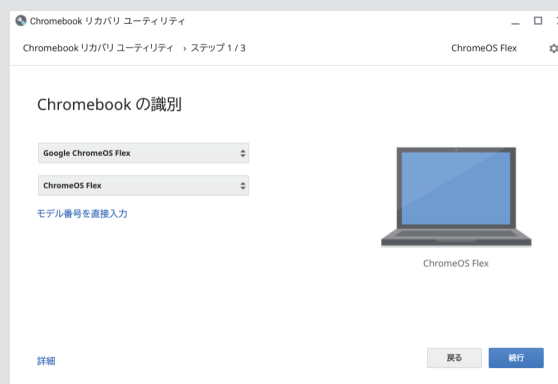 Chromebook リカバリ ユーティリティ
Chromebook リカバリ ユーティリティ › ステップ 1 / 3
ChromeOS Flex
Chromebook の識別
Google ChromeOS Flex
ChromeOS Flex
モデル番号を直接入力
ChromeOS Flex
詳細
戻る
続行